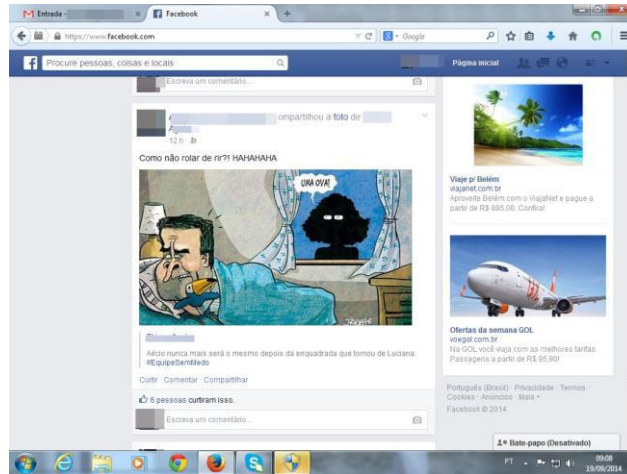 Entrada -
Facebook
https://www.facebook.com
Google
Procure pessoas, coisas e locais
Página inicial
Escreva um comentário...
ompartilhou a foto de
12 h
Como não rolar de rir?! HAHAHAHA
UMA OVA!
Aécio nunca mais será o mesmo depois da enquadrada que tomou de Luciana.
#EquipeSemMedo
Curtir · Comentar · Compartilhar
6 pessoas curtiram isso.
Escreva um comentário...
Viaje p/ Belém
viajanet.com.br
Aproveite Belém com o ViajaNet e pague a
partir de R$ 895,00. Confira!
Ofertas da semana GOL
voegol.com.br
Na GOL você viaja com as melhores tarifas.
Passagens a partir de R$ 95,90!
Português (Brasil) · Privacidade · Termos ·
Cookies · Anúncios · Mais
Facebook © 2014
Bate-papo (Desativado)
PT
09:08
19/09/2014